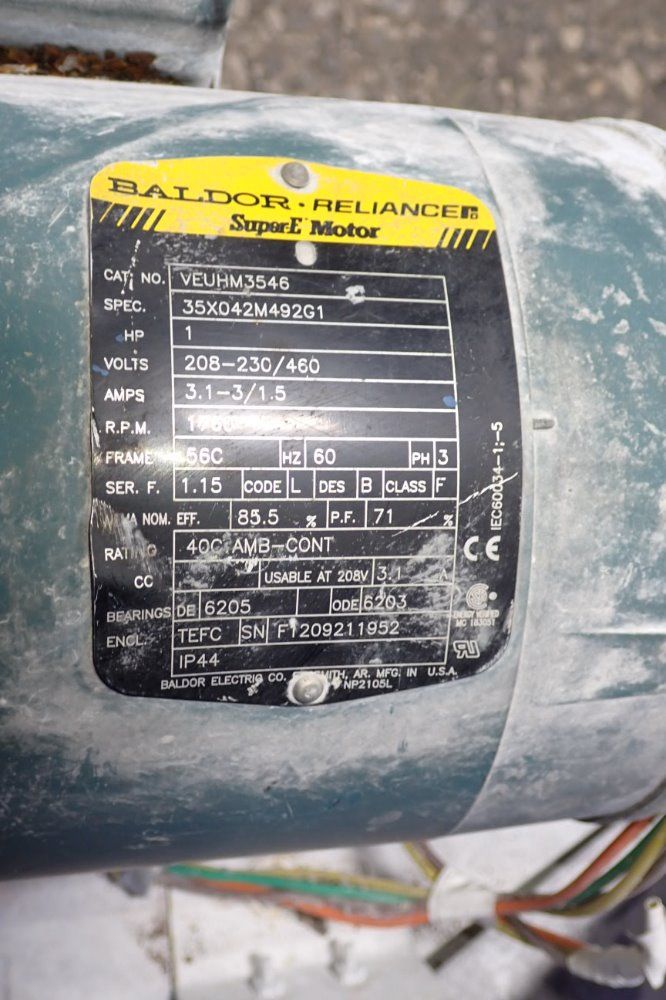 BALDOR · RELIANCE
Super-E Motor
CAT. NO. VEUHM3546
SPEC. 35X042M492G1
HP 1
VOLTS 208-230/460
AMPS 3.1-3/1.5
R.P.M.
FRAME 56C HZ 60 PH 3
SER. F. 1.15 CODE L DES B CLASS F
NOM. EFF. 85.5 % P.F. 71 %
RATING 40C AMB-CONT
CC USABLE AT 208V 3.1 A
BEARINGS DE 6205 ODE 6203
ENCL. TEFC SN F1209211952
IP44
BALDOR ELECTRIC CO. MFG. IN U.S.A.
NP2105L
IEC60034-1;-5
CE
ENERGY VERIFIED